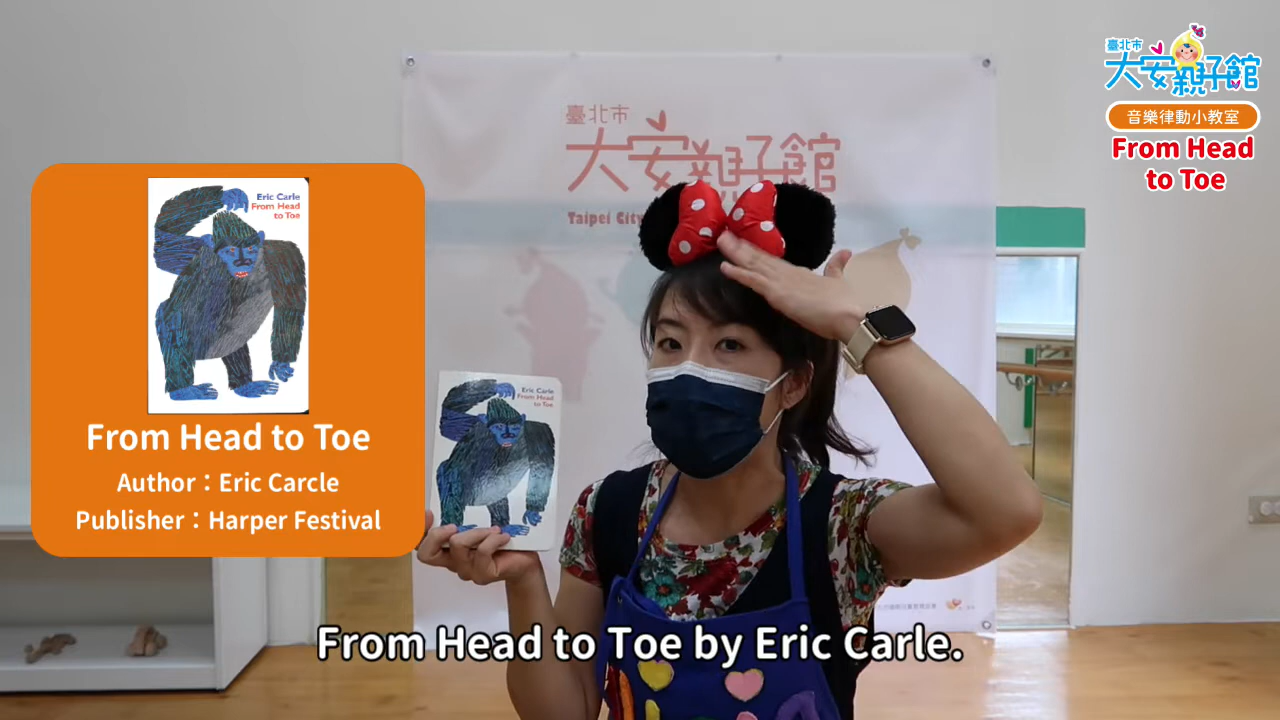 臺北市
大安親子館
音樂律動小教室
From Head
to Toe
臺北市
大安親子館
Taipei City
Eric Carle
From Head
to Toe
From Head to Toe
Author：Eric Carcle
Publisher：Harper Festival
Eric Carle
From Head
to Toe
From Head to Toe by Eric Carle.